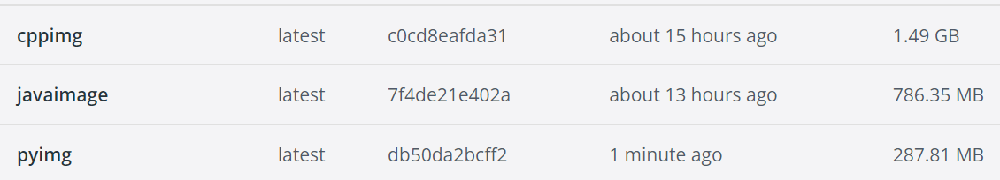 cppimg latest c0cd8eafda31 about 15 hours ago 1.49 GB
javaimage latest 7f4de21e402a about 13 hours ago 786.35 MB
pyimg latest db50da2bcff2 1 minute ago 287.81 MB